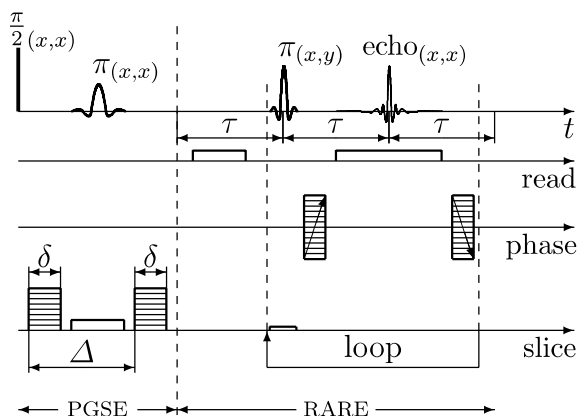 π/2(x,x)
π(x,x)
π(x,y)
echo(x,x)
τ
τ
τ
t
read
phase
δ
δ
Δ
loop
slice
PGSE
RARE